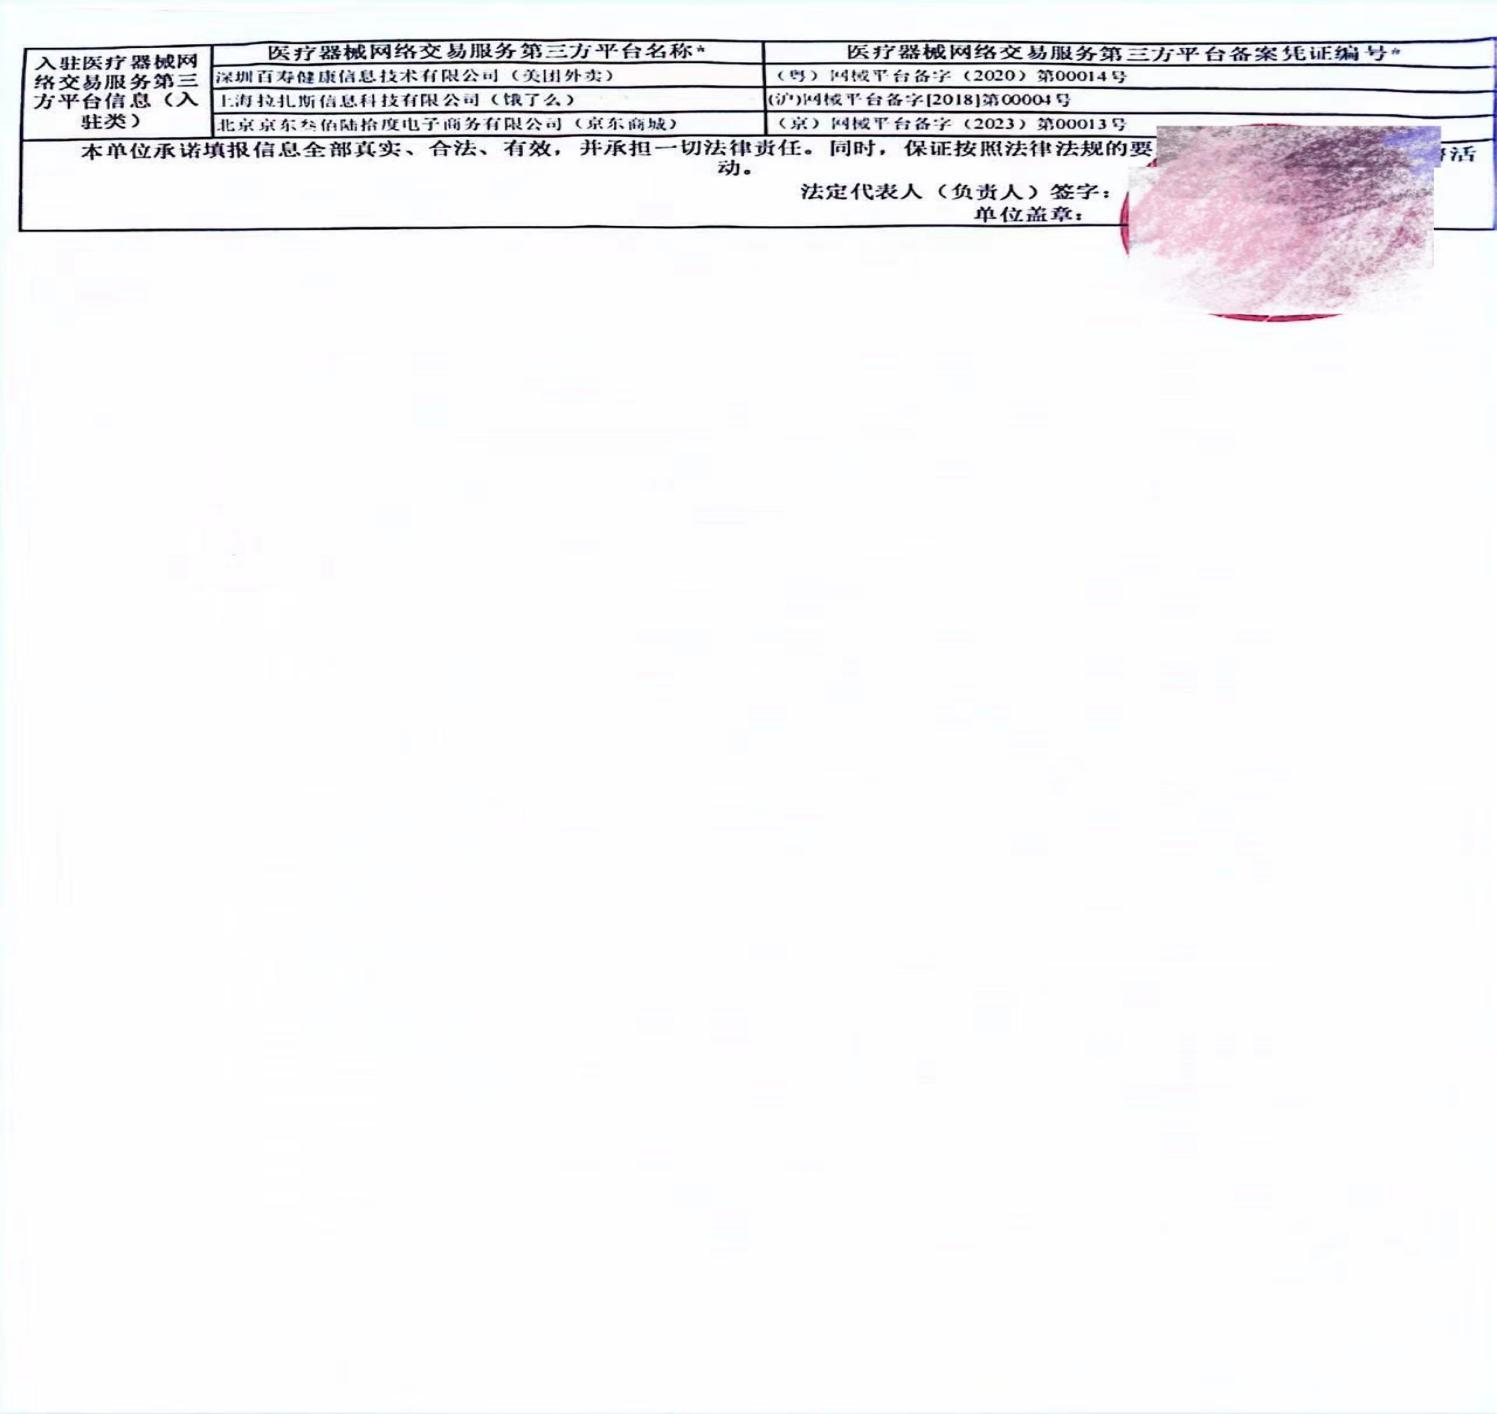 入驻医疗器械网
络交易服务第三
方平台信息（入
驻类）
医疗器械网络交易服务第三方平台名称*
医疗器械网络交易服务第三方平台备案凭证编号*
深圳百寿健康信息技术有限公司（美团外卖）
（粤）网械平台备字（2020）第00014号
上海拉扎斯信息科技有限公司（饿了么）
(沪)网械平台备字[2018]第00004号
北京京东叁佰陆拾度电子商务有限公司（京东商城）
（京）网械平台备字（2023）第00013号
本单位承诺填报信息全部真实、合法、有效，并承担一切法律责任。同时，保证按照法律法规的要
活
动。
法定代表人（负责人）签字：
单位盖章：